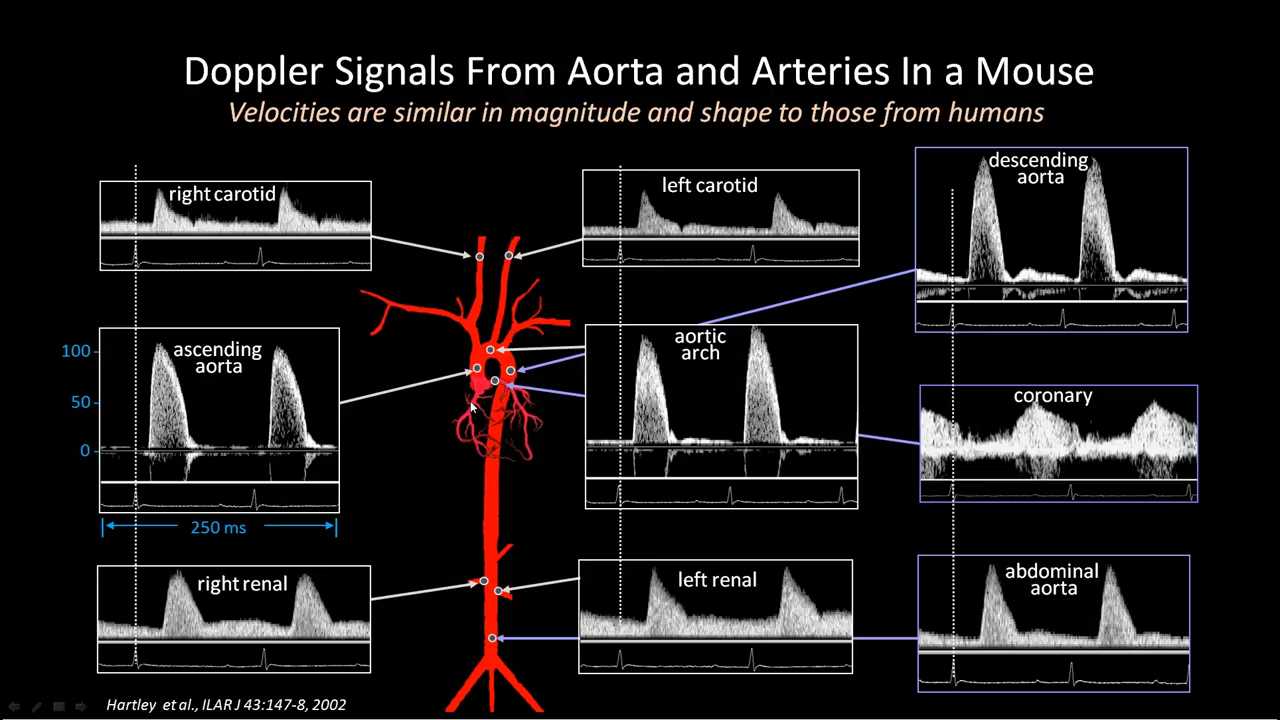 Doppler Signals From Aorta and Arteries In a Mouse
Velocities are similar in magnitude and shape to those from humans
right carotid
left carotid
descending
aorta
ascending
aorta
100
50
0
250 ms
aortic
arch
coronary
right renal
left renal
abdominal
aorta
Hartley et al., ILAR J 43:147-8, 2002